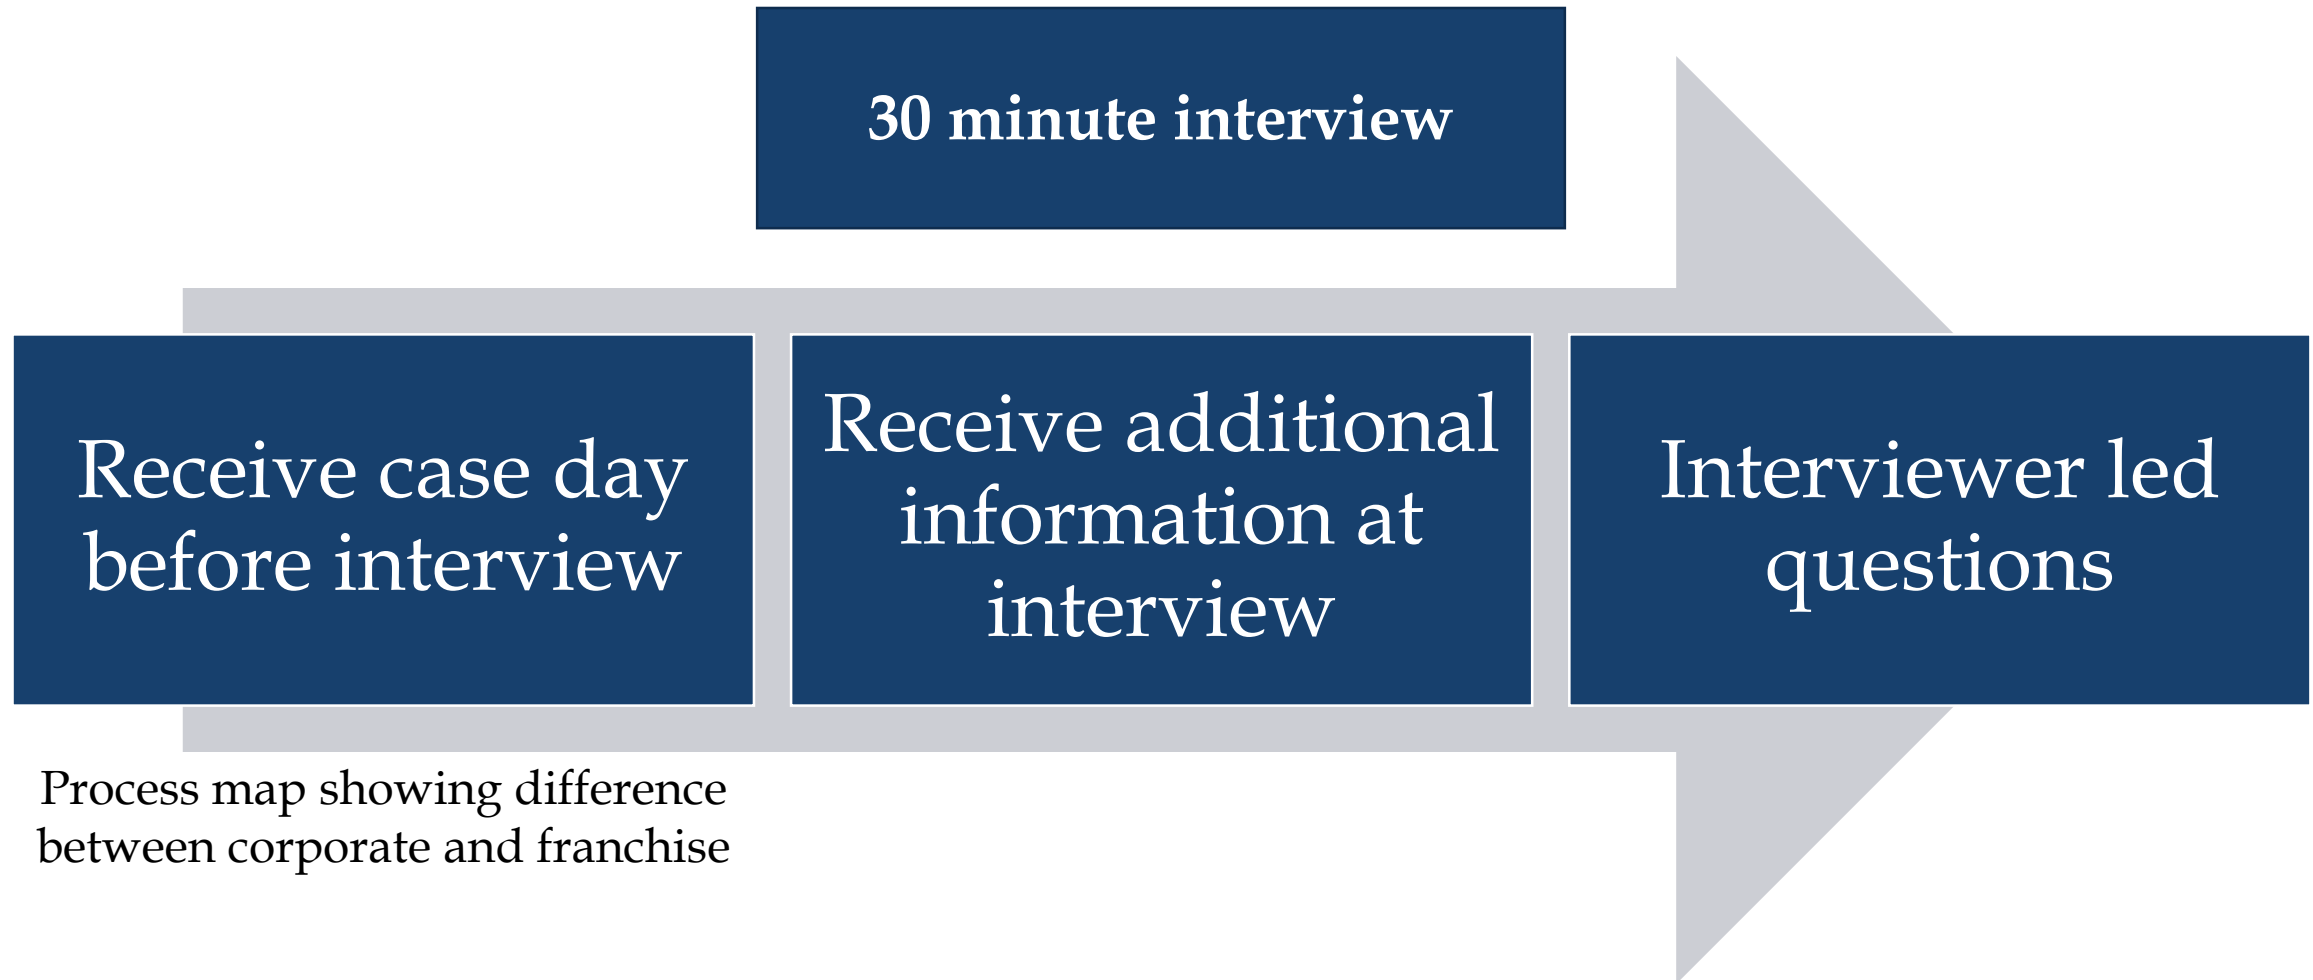 30 minute interview
Receive case day
before interview
Receive additional
information at
interview
Interviewer led
questions
Process map showing difference
between corporate and franchise